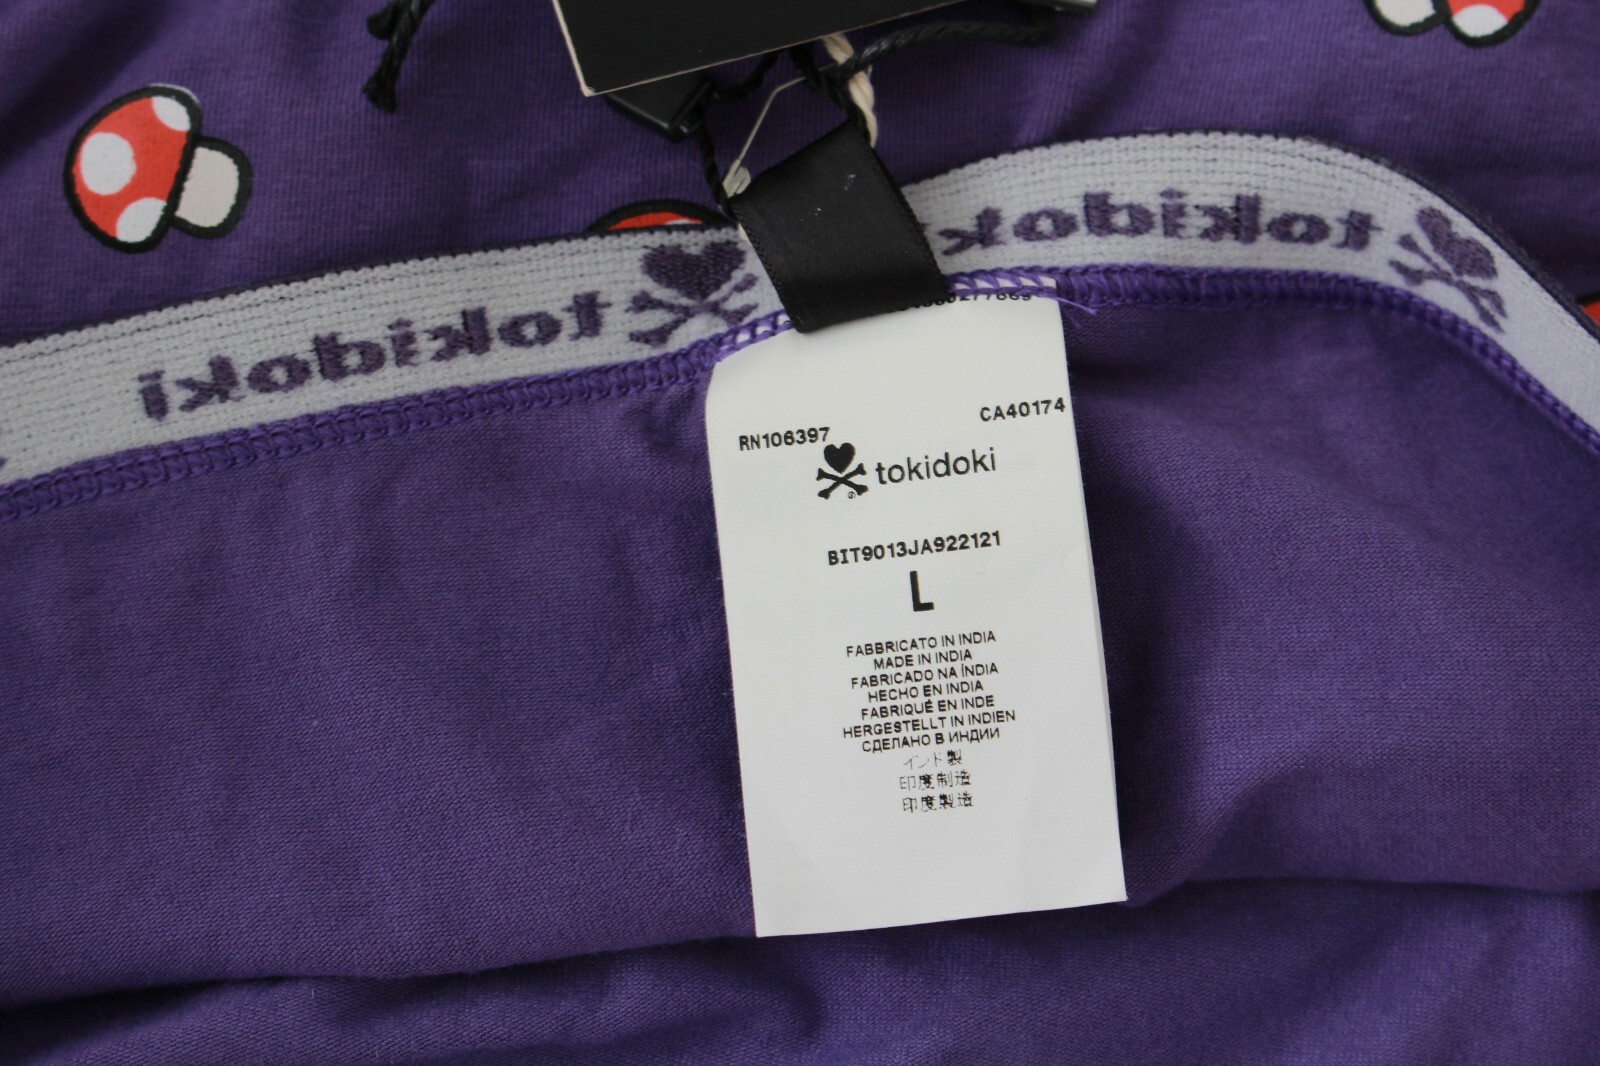 tokidoki
tokidok
CA40174
RN106397
tokidoki
BIT9013JA922121
L
FABBRICATO IN INDIA
MADE IN INDIA
FABRICADO NA ÍNDIA
HECHO EN INDIA
FABRIQUÉ EN INDE
HERGESTELLT IN INDIEN
СДЕЛАНО В ИНДИИ
インド製
印度制造
印度製造